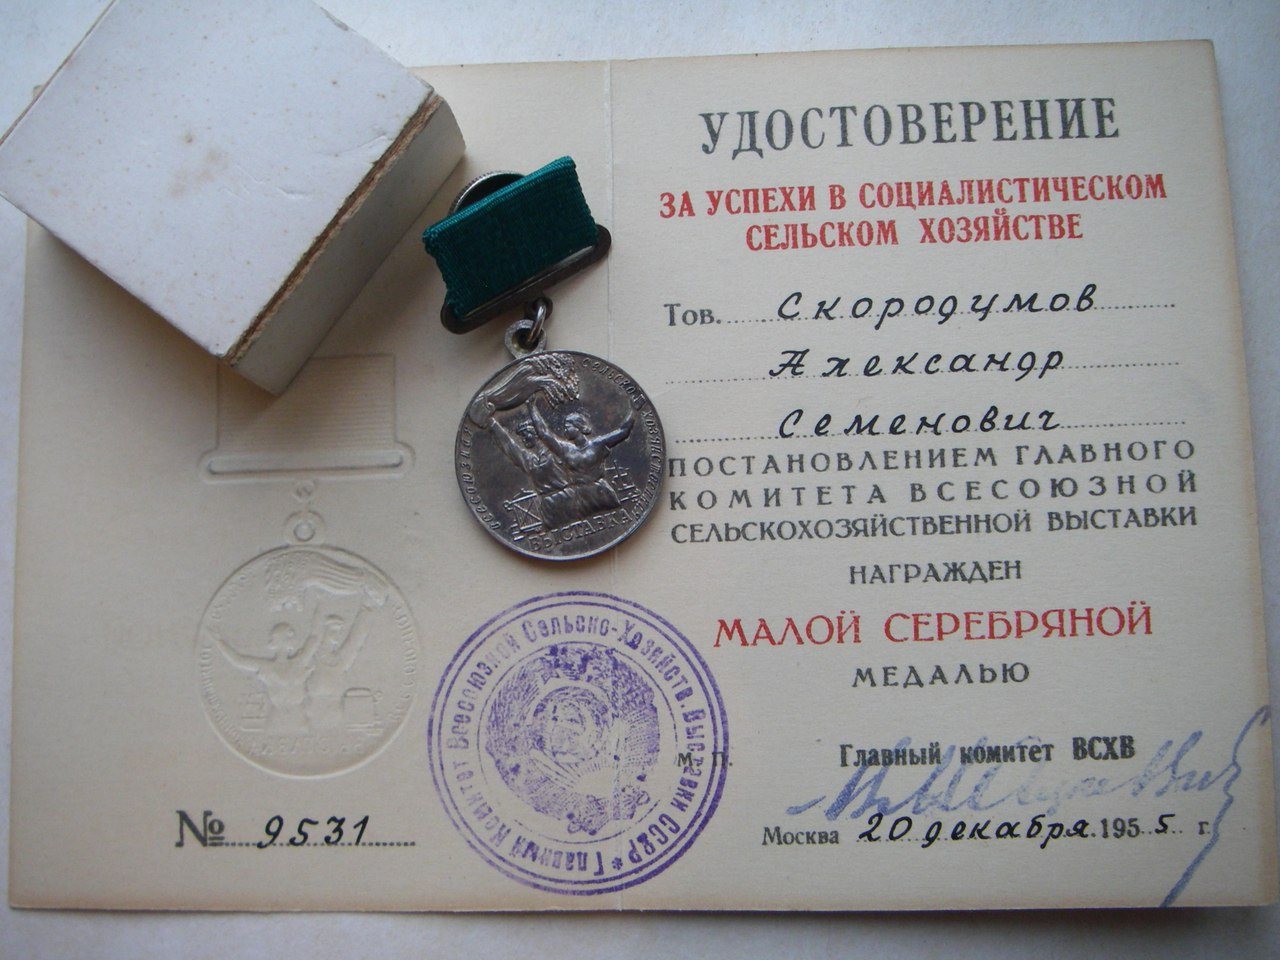 УДОСТОВЕРЕНИЕ
ЗА УСПЕХИ В СОЦИАЛИСТИЧЕСКОМ
СЕЛЬСКОМ ХОЗЯЙСТВЕ
Тов. Скородумов
Александр
Семенович
ПОСТАНОВЛЕНИЕМ ГЛАВНОГО
КОМИТЕТА ВСЕСОЮЗНОЙ
СЕЛЬСКОХОЗЯЙСТВЕННОЙ ВЫСТАВКИ
НАГРАЖДЕН
МАЛОЙ СЕРЕБРЯНОЙ
МЕДАЛЬЮ
М. П.
Главный комитет ВСХВ
Москва 20 декабря 1955 г.
№ 9531
Главный Комитет Всесоюзной Сельско-Хозяйств. Выставки СССР *
ВЫСТАВКА